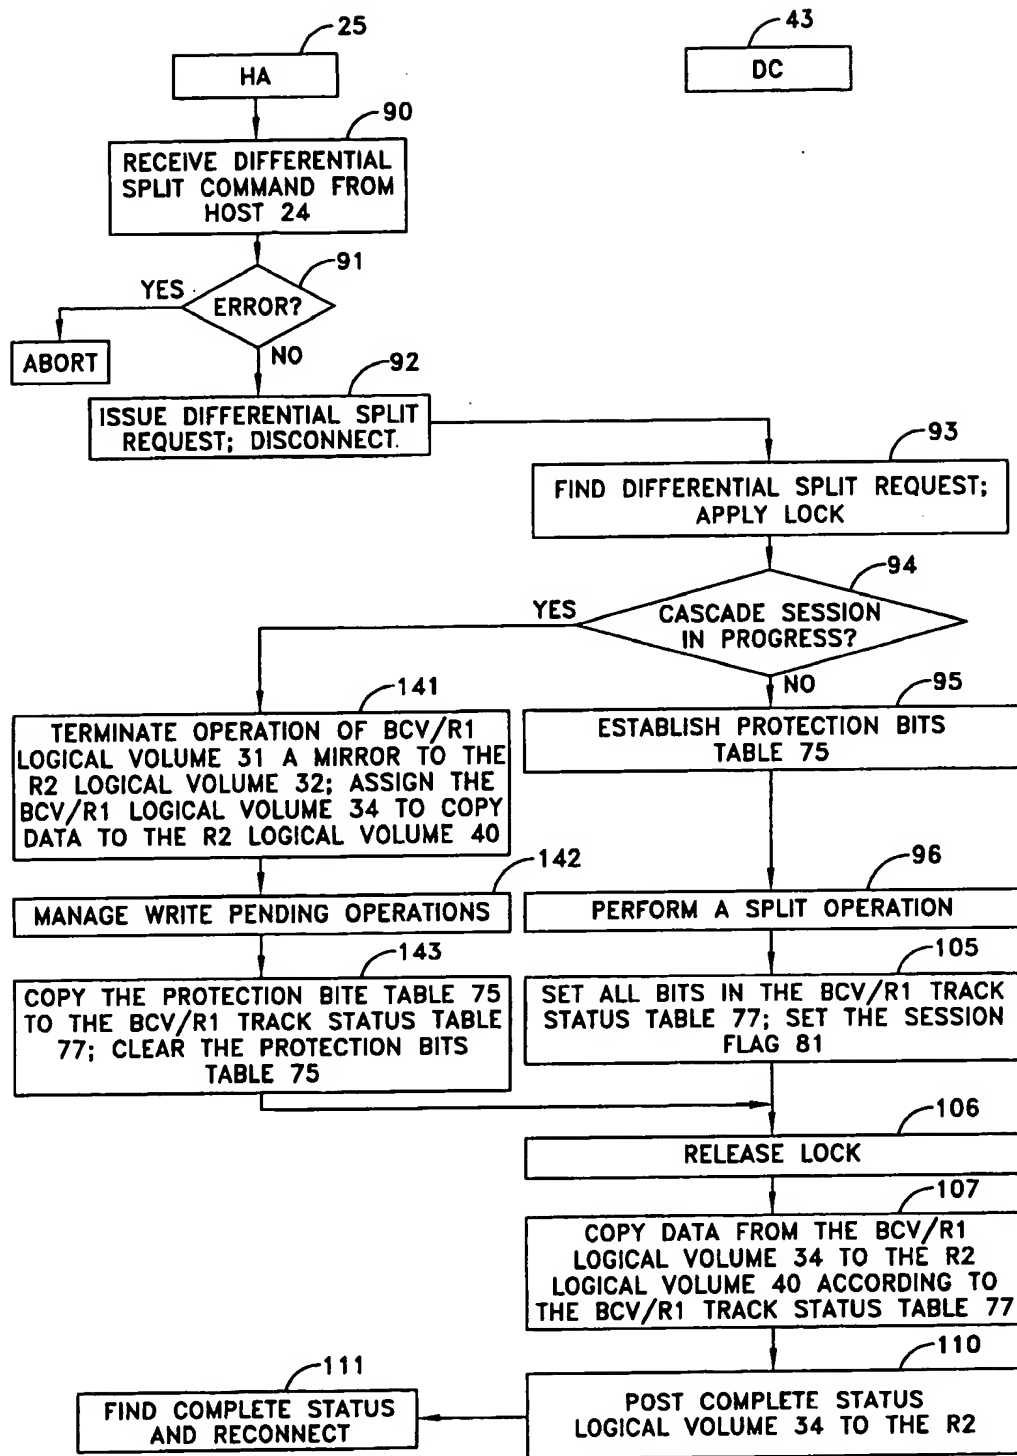 25
HA
43
DC
90
RECEIVE DIFFERENTIAL
SPLIT COMMAND FROM
HOST 24
91
YES
ERROR?
ABORT
NO
92
ISSUE DIFFERENTIAL SPLIT
REQUEST; DISCONNECT.
93
FIND DIFFERENTIAL SPLIT REQUEST;
APPLY LOCK
94
YES
CASCADE SESSION
IN PROGRESS?
NO
141
TERMINATE OPERATION OF BCV/R1
LOGICAL VOLUME 31 A MIRROR TO THE
R2 LOGICAL VOLUME 32; ASSIGN THE
BCV/R1 LOGICAL VOLUME 34 TO COPY
DATA TO THE R2 LOGICAL VOLUME 40
95
ESTABLISH PROTECTION BITS
TABLE 75
142
MANAGE WRITE PENDING OPERATIONS
96
PERFORM A SPLIT OPERATION
143
COPY THE PROTECTION BITE TABLE 75
TO THE BCV/R1 TRACK STATUS TABLE
77; CLEAR THE PROTECTION BITS
TABLE 75
105
SET ALL BITS IN THE BCV/R1 TRACK
STATUS TABLE 77; SET THE SESSION
FLAG 81
106
RELEASE LOCK
107
COPY DATA FROM THE BCV/R1
LOGICAL VOLUME 34 TO THE R2
LOGICAL VOLUME 40 ACCORDING TO
THE BCV/R1 TRACK STATUS TABLE 77
110
POST COMPLETE STATUS
LOGICAL VOLUME 34 TO THE R2
111
FIND COMPLETE STATUS
AND RECONNECT